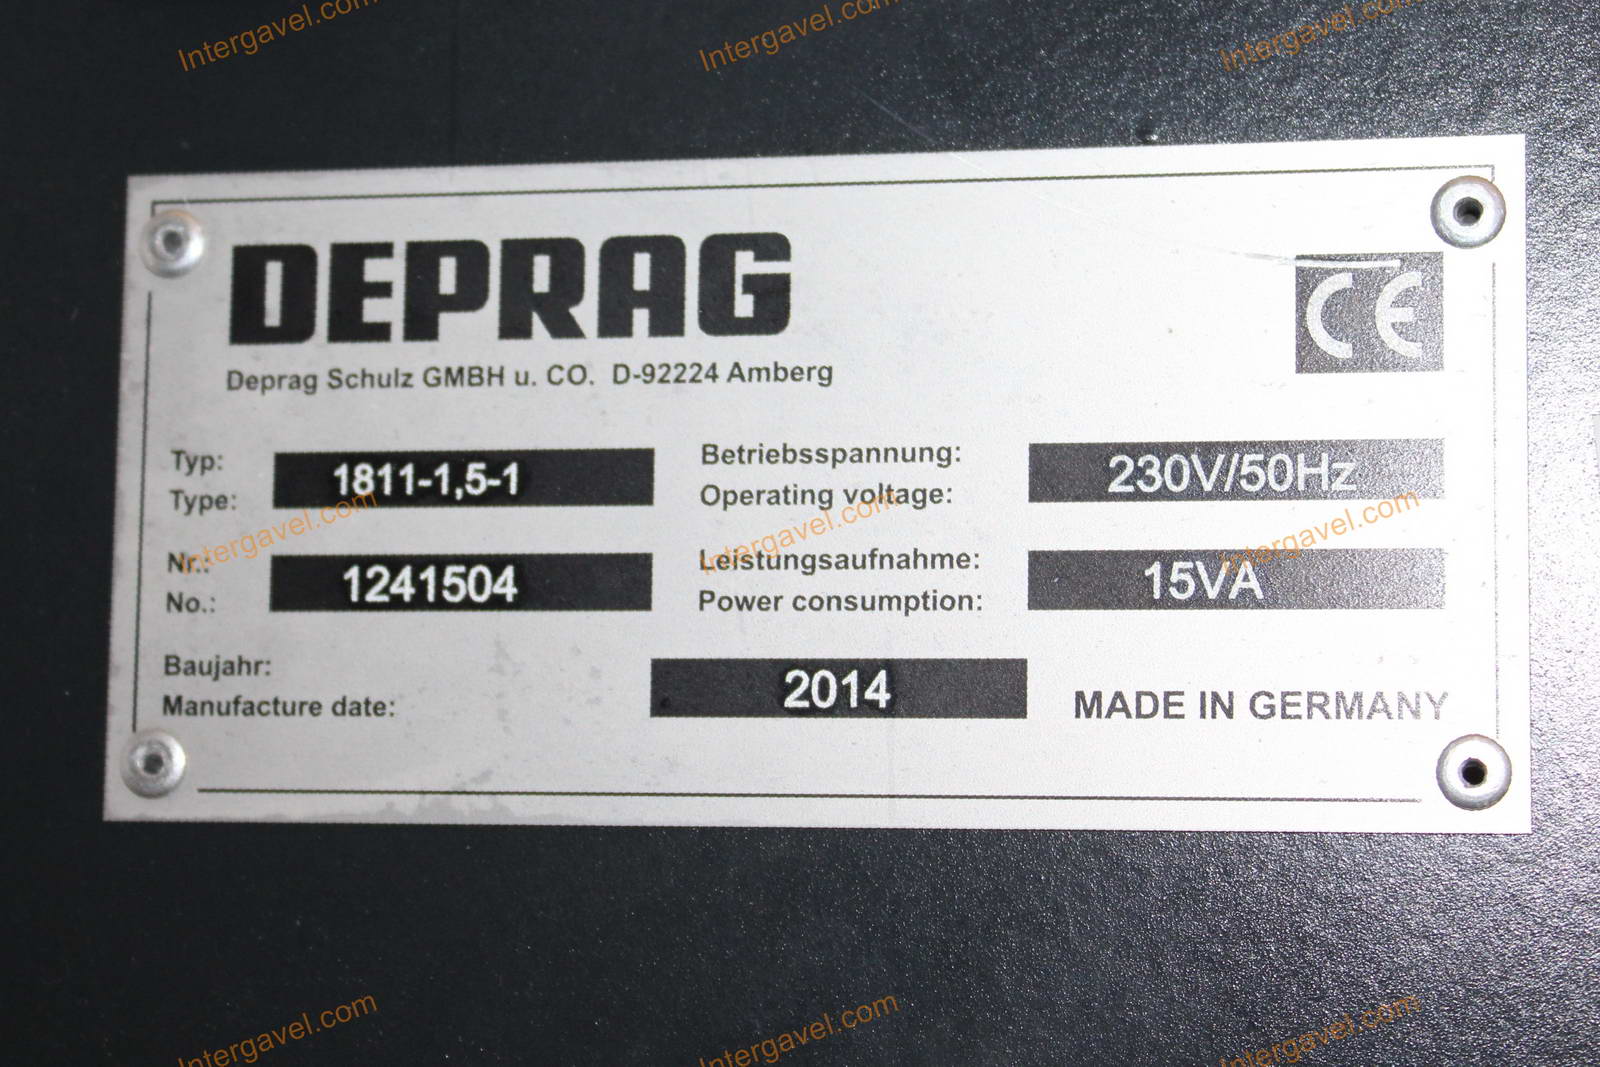 Intergavel.com Intergavel.com Intergavel.com
DEPRAG
CE
Deprag Schulz GMBH u. CO. D-92224 Amberg
Typ:
Type:
1811-1,5-1
Betriebsspannung:
Operating voltage:
230V/50Hz
Intergavel.com Intergavel.com Intergavel.com
Nr.:
No.:
1241504
Leistungsaufnahme:
Power consumption:
15VA
Baujahr:
Manufacture date:
2014
MADE IN GERMANY
Intergavel.com Intergavel.com Intergavel.com